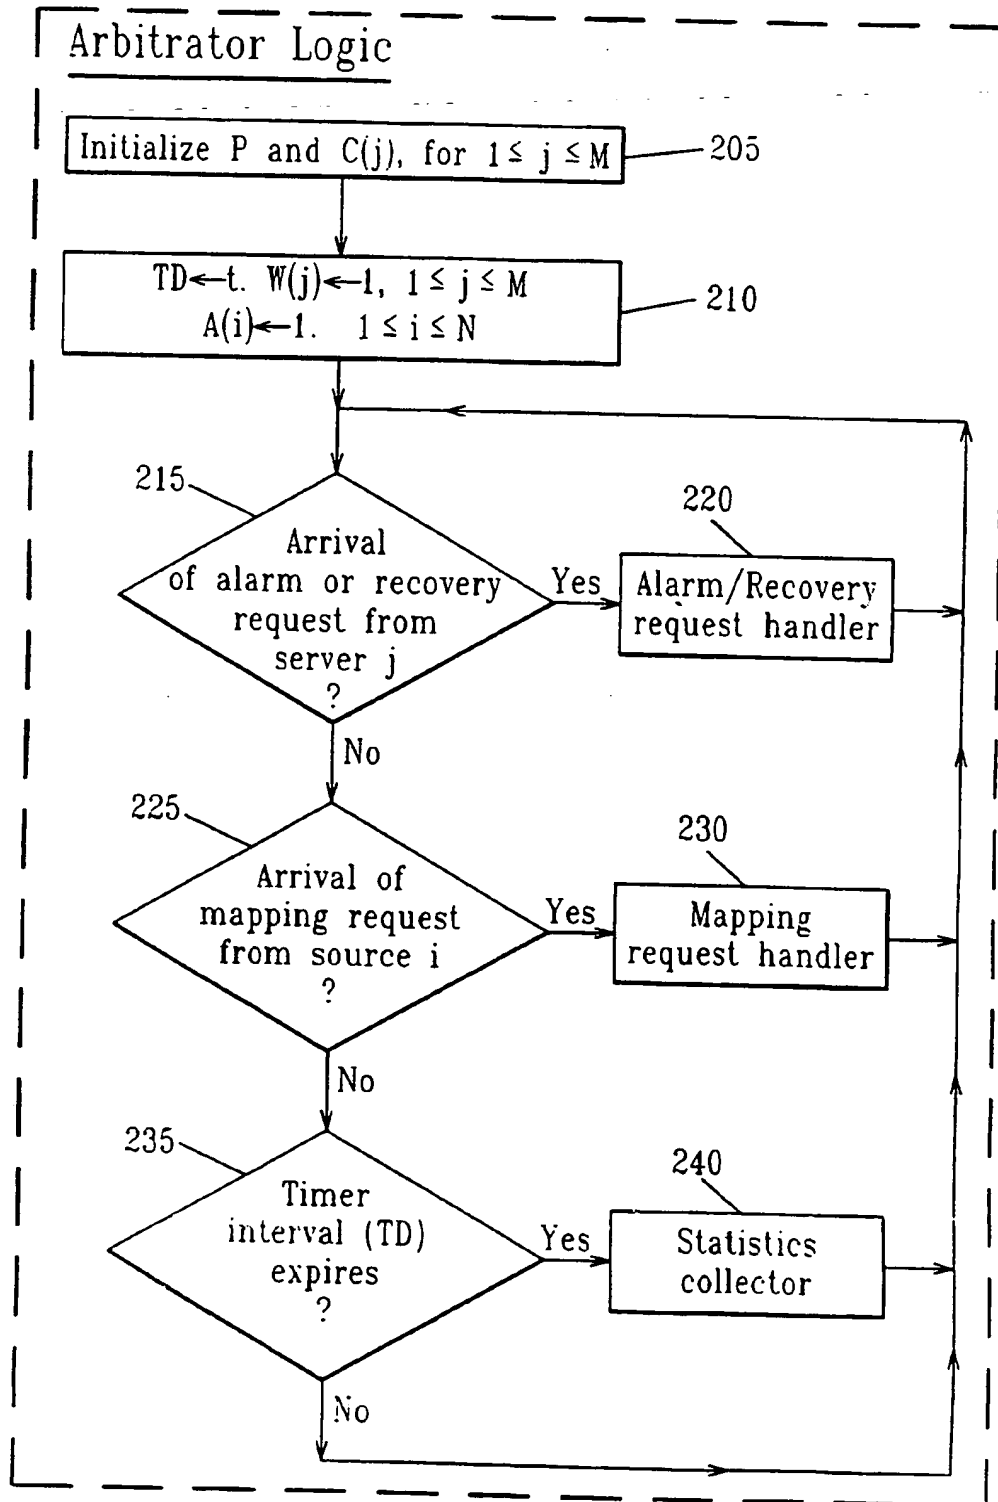 Arbitrator Logic
Initialize P and C(j), for 1≤ j ≤M
205
TD←t. W(j)←1, 1≤ j ≤M
A(i)←1. 1≤i≤N
210
215
Arrival
of alarm or recovery
request from
server j
?
Yes
220
Alarm/Recovery
request handler
No
225
Arrival of
mapping request
from source i
?
Yes
230
Mapping
request handler
No
235
Timer
interval (TD)
expires
?
Yes
240
Statistics
collector
No